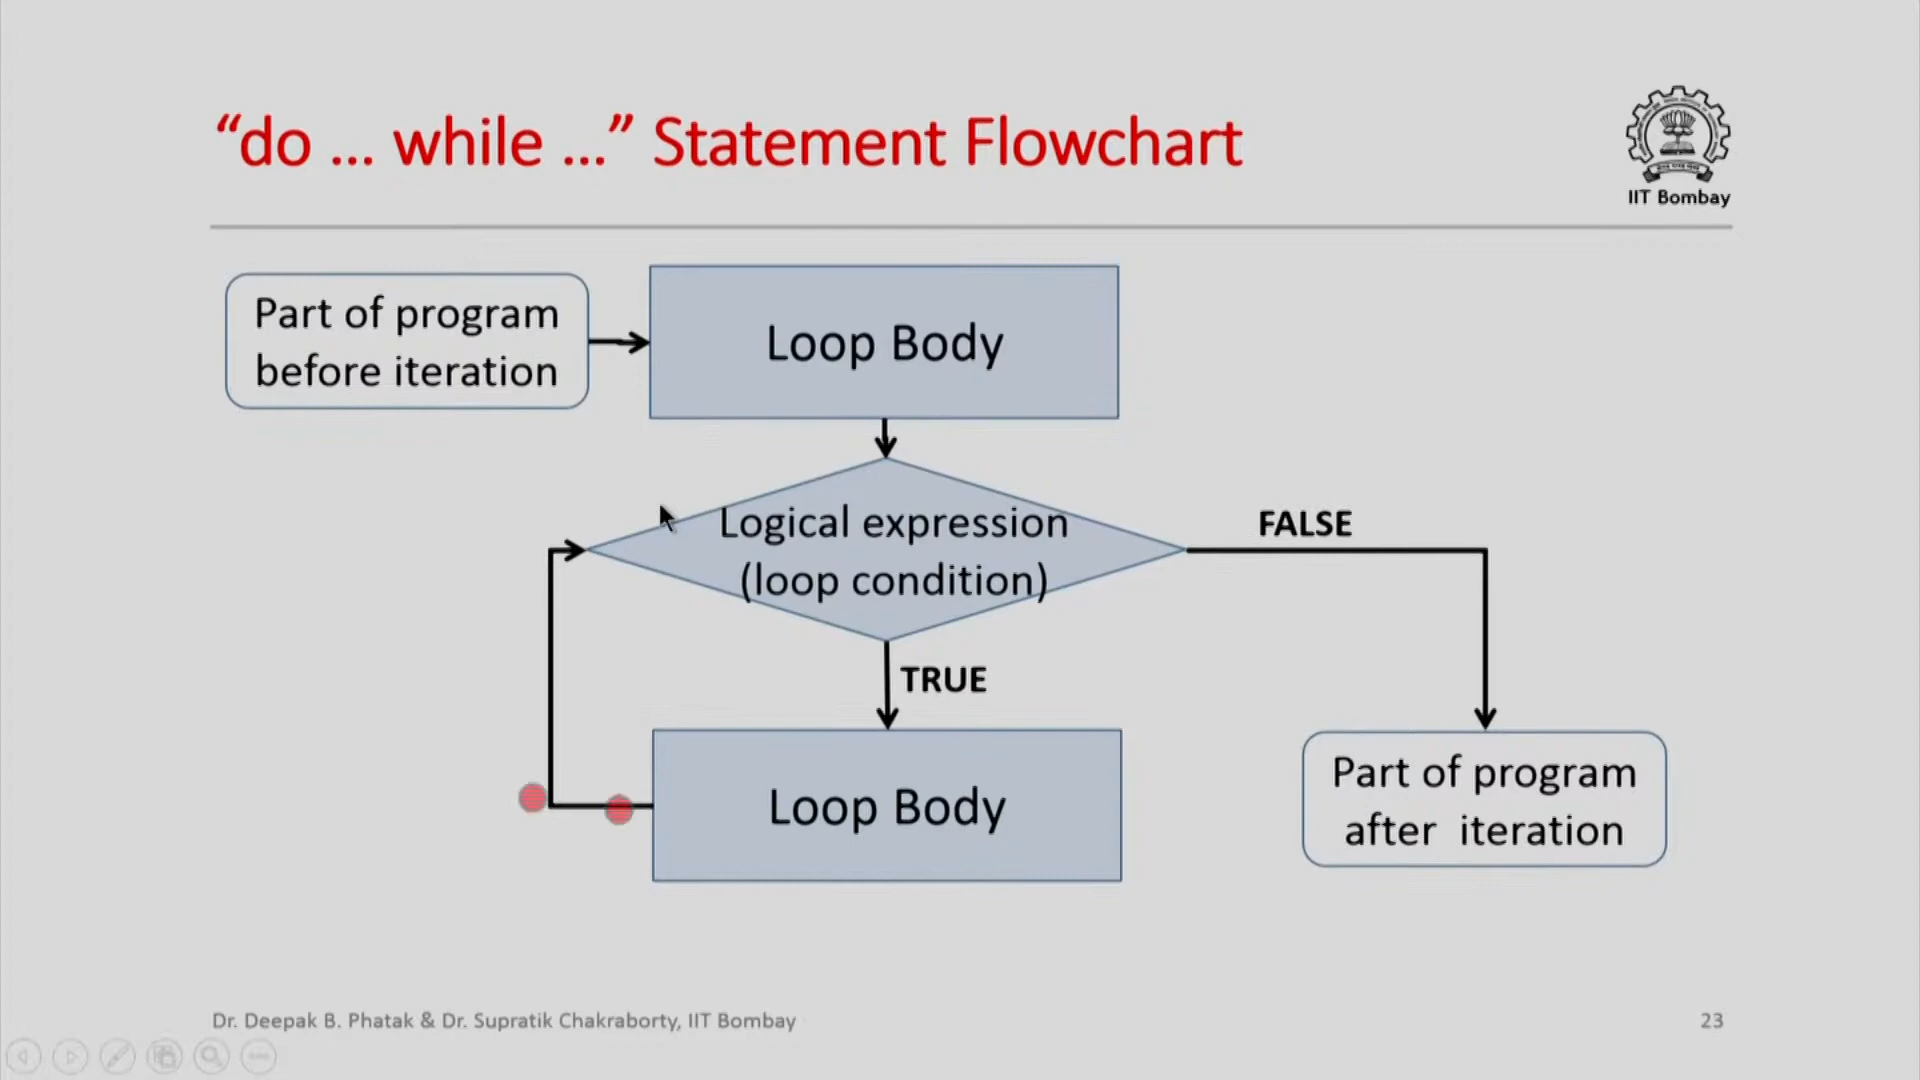 “do ... while ...” Statement Flowchart
IIT Bombay
Part of program
before iteration
Loop Body
Logical expression
(loop condition)
FALSE
TRUE
Loop Body
Part of program
after iteration
Dr. Deepak B. Phatak & Dr. Supratik Chakraborty, IIT Bombay
23